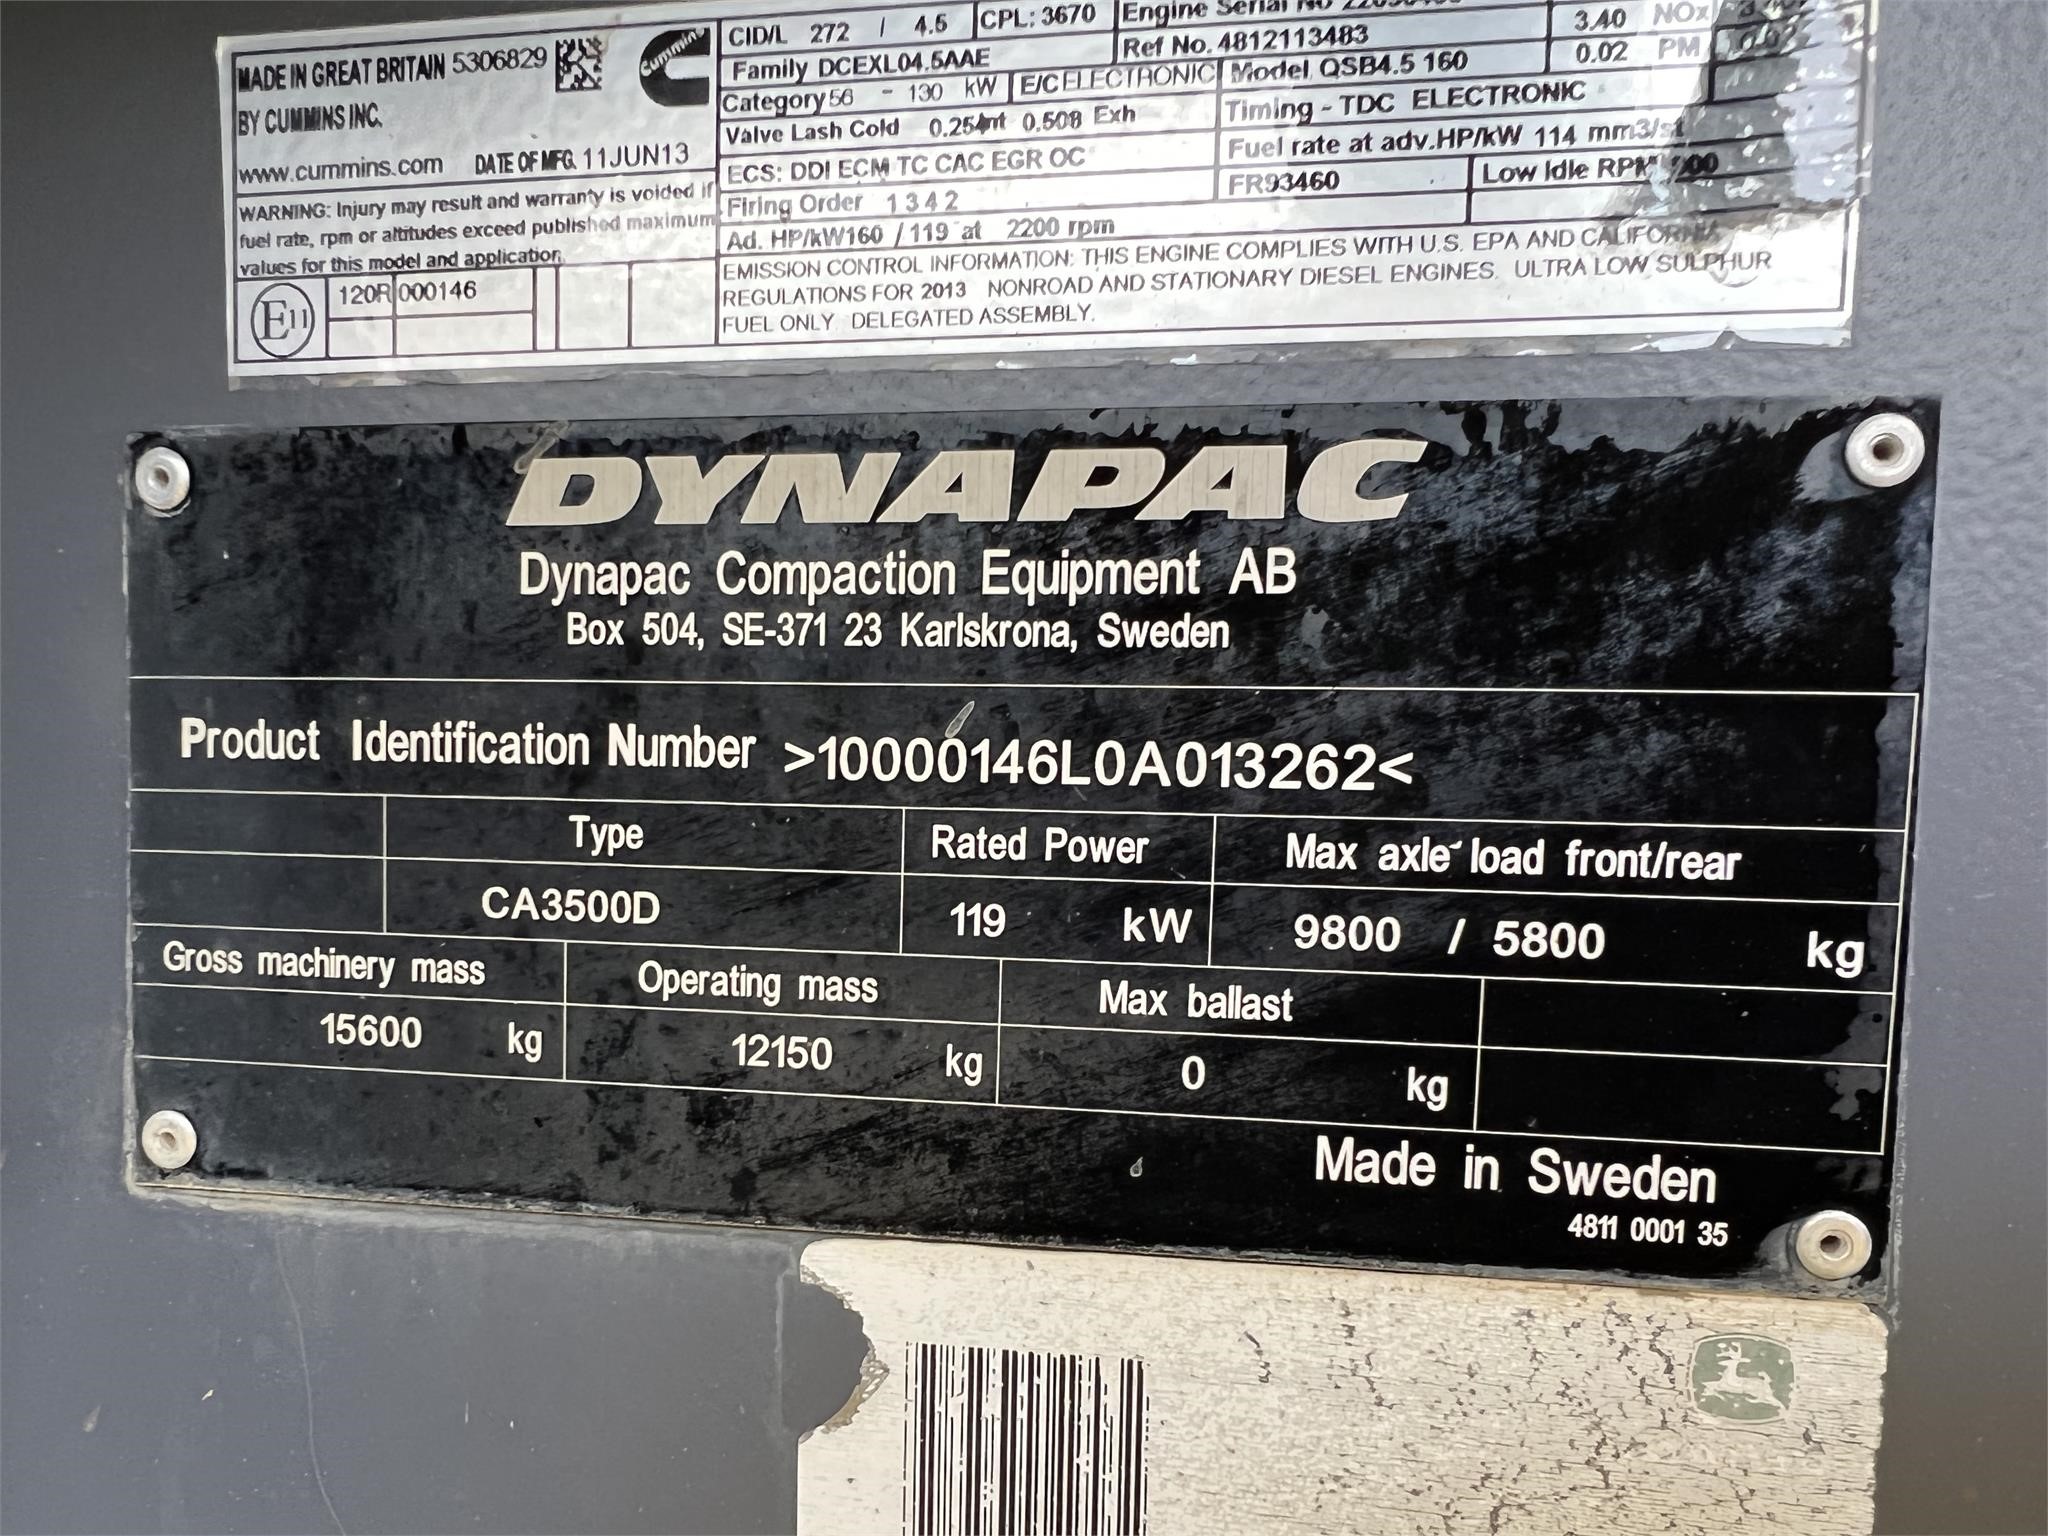 MADE IN GREAT BRITAIN 5306829
BY CUMMINS INC.
www.cummins.com DATE OF MFG. 11JUN13
WARNING: Injury may result and warranty is voided if
fuel rate, rpm or altitudes exceed published maximum
values for this model and application
E11 120R 000146
Cummins
CID/L 272 / 4.5 CPL: 3670 Engine Serial No
Family DCEXL04.5AAE Ref No. 4812113483 3.40 NOx
Category 56 - 130 kW E/C ELECTRONIC Model QSB4.5 160 0.02 PM
Valve Lash Cold 0.254 Int 0.508 Exh Timing - TDC ELECTRONIC
ECS: DDI ECM TC CAC EGR OC Fuel rate at adv.HP/kW 114 mm3/st
Firing Order 1 3 4 2 FR93460 Low Idle RPM
Ad. HP/kW160 / 119 at 2200 rpm
EMISSION CONTROL INFORMATION: THIS ENGINE COMPLIES WITH U.S. EPA AND CALIFORNIA
REGULATIONS FOR 2013 NONROAD AND STATIONARY DIESEL ENGINES. ULTRA LOW SULPHUR
FUEL ONLY. DELEGATED ASSEMBLY.
DYNAPAC
Dynapac Compaction Equipment AB
Box 504, SE-371 23 Karlskrona, Sweden
Product Identification Number >10000146L0A013262<
Type Rated Power Max axle load front/rear
CA3500D 119 kW 9800 / 5800 kg
Gross machinery mass Operating mass Max ballast
15600 kg 12150 kg 0 kg
Made in Sweden
4811 0001 35